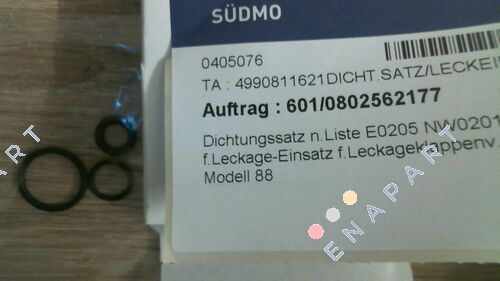 SÜDMO
0405076
TA : 4990811621DICHT.SATZ/LECKEI
Auftrag : 601/0802562177
Dichtungssatz n.Liste E0205 NW0201
f.Leckage-Einsatz f.Leckageklappenv.
Modell 88
ENAPART
ENAPART